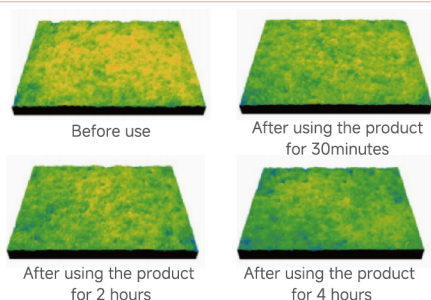 Before use
After using the product
for 30minutes
After using the product
for 2 hours
After using the product
for 4 hours